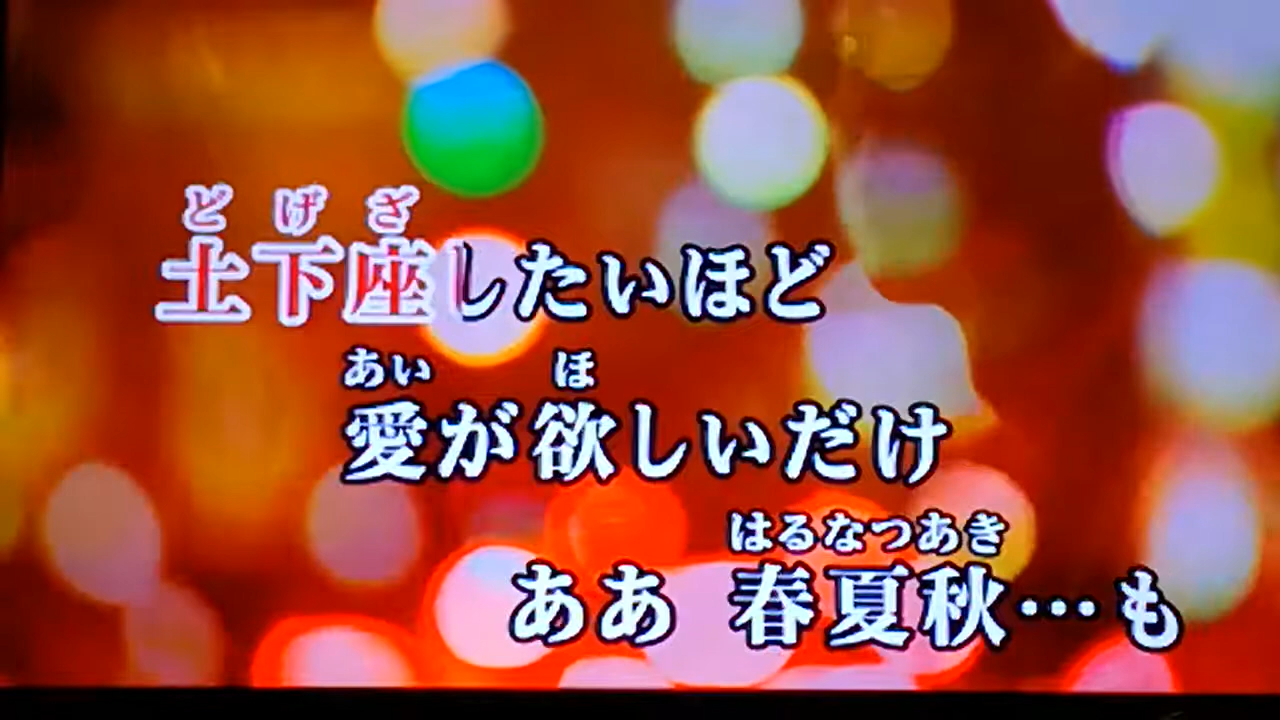 どげざ
土下座したいほど
あい ほ
愛が欲しいだけ
はるなつあき
ああ 春夏秋…も